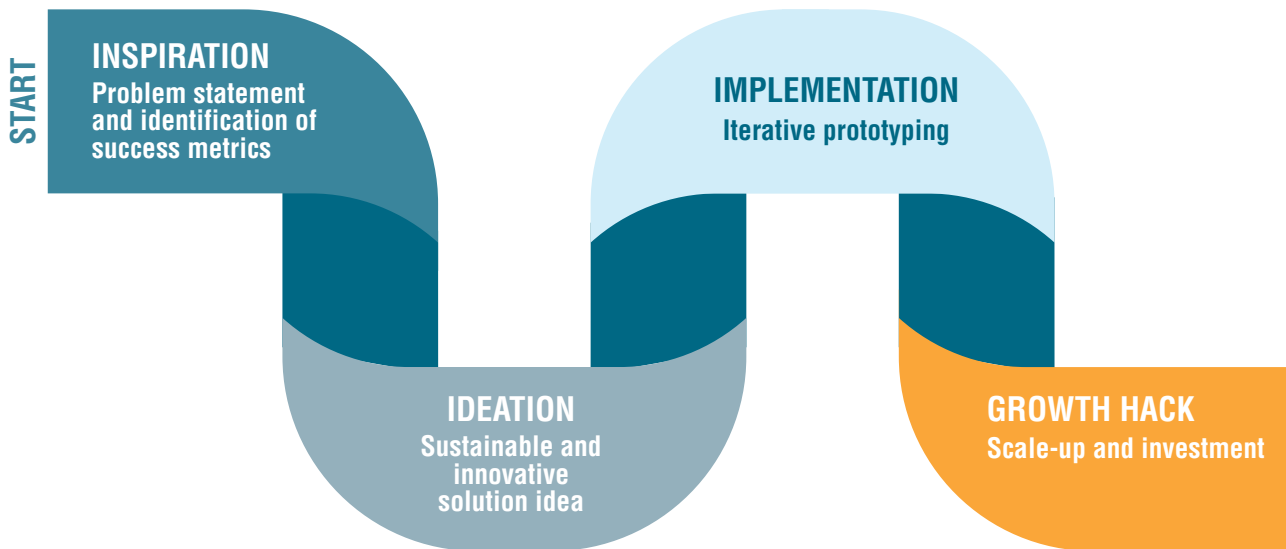 START
INSPIRATION
Problem statement
and identification of
success metrics
IDEATION
Sustainable and
innovative
solution idea
IMPLEMENTATION
Iterative prototyping
GROWTH HACK
Scale-up and investment